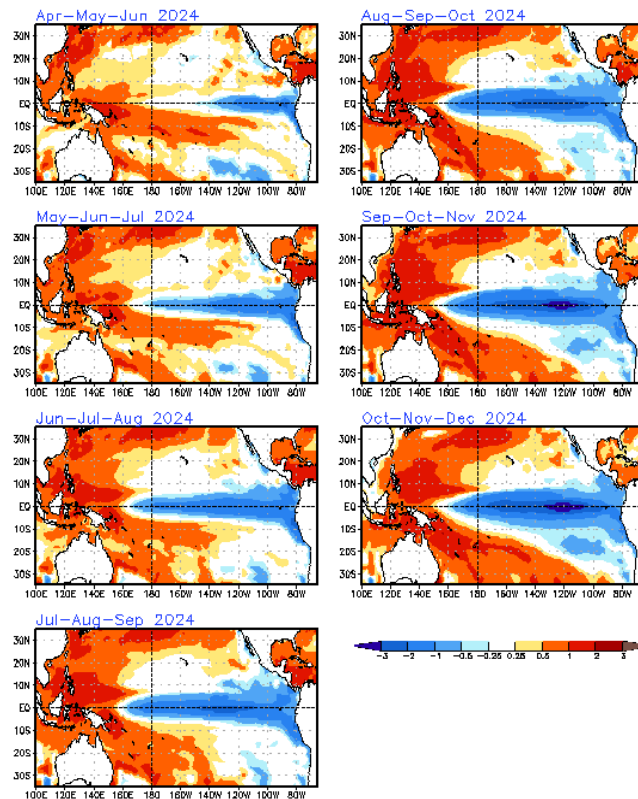 Apr-May-Jun 2024
30N
20N
10N
EQ
10S
20S
30S
100E 120E 140E 160E 180 160W 140W 120W 100W 80W
May-Jun-Jul 2024
30N
20N
10N
EQ
10S
20S
30S
100E 120E 140E 160E 180 160W 140W 120W 100W 80W
Jun-Jul-Aug 2024
30N
20N
10N
EQ
10S
20S
30S
100E 120E 140E 160E 180 160W 140W 120W 100W 80W
Jul-Aug-Sep 2024
30N
20N
10N
EQ
10S
20S
30S
100E 120E 140E 160E 180 160W 140W 120W 100W 80W
Aug-Sep-Oct 2024
30N
20N
10N
EQ
10S
20S
30S
100E 120E 140E 160E 180 160W 140W 120W 100W 80W
Sep-Oct-Nov 2024
30N
20N
10N
EQ
10S
20S
30S
100E 120E 140E 160E 180 160W 140W 120W 100W 80W
Oct-Nov-Dec 2024
30N
20N
10N
EQ
10S
20S
30S
100E 120E 140E 160E 180 160W 140W 120W 100W 80W
-3 -2 -1 -0.5 -0.25 0.25 0.5 1 2 3